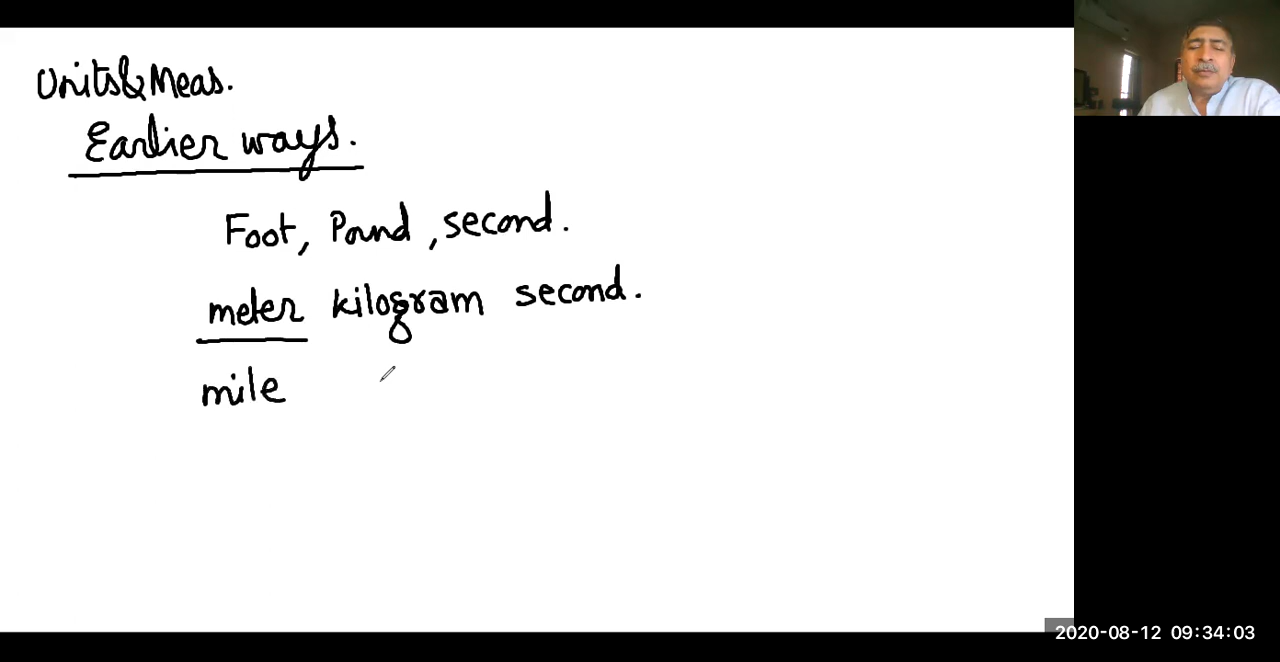 Units&Meas.
Earlier ways.
Foot, Pound, second.
meter kilogram second.
mile
2020-08-12 09:34:03